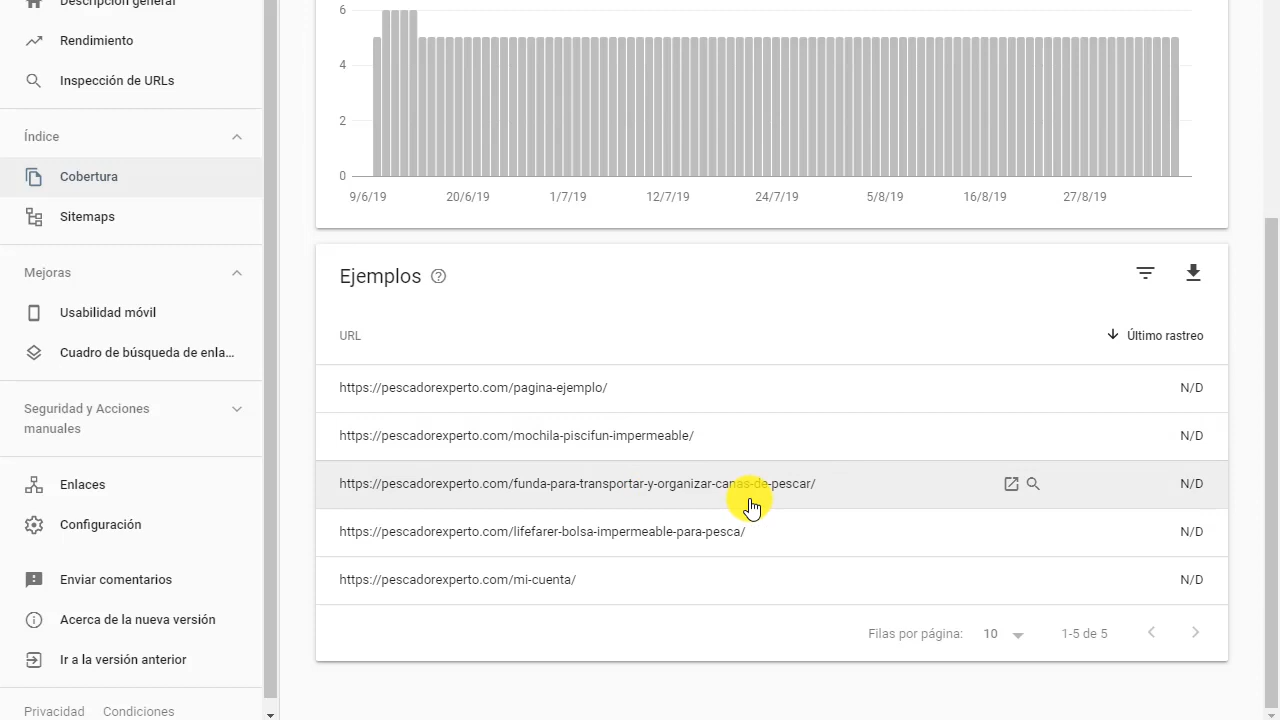 Descripción general
Rendimiento
Inspección de URLs
Índice
Cobertura
Sitemaps
Mejoras
Usabilidad móvil
Cuadro de búsqueda de enla...
Seguridad y Acciones
manuales
Enlaces
Configuración
Enviar comentarios
Acerca de la nueva versión
Ir a la versión anterior
Privacidad Condiciones
6
4
2
0
9/6/19 20/6/19 1/7/19 12/7/19 24/7/19 5/8/19 16/8/19 27/8/19
Ejemplos
URL Último rastreo
https://pescadorexperto.com/pagina-ejemplo/ N/D
https://pescadorexperto.com/mochila-piscifun-impermeable/ N/D
https://pescadorexperto.com/funda-para-transportar-y-organizar-canas-de-pescar/ N/D
https://pescadorexperto.com/lifefarer-bolsa-impermeable-para-pesca/ N/D
https://pescadorexperto.com/mi-cuenta/ N/D
Filas por página: 10 1-5 de 5